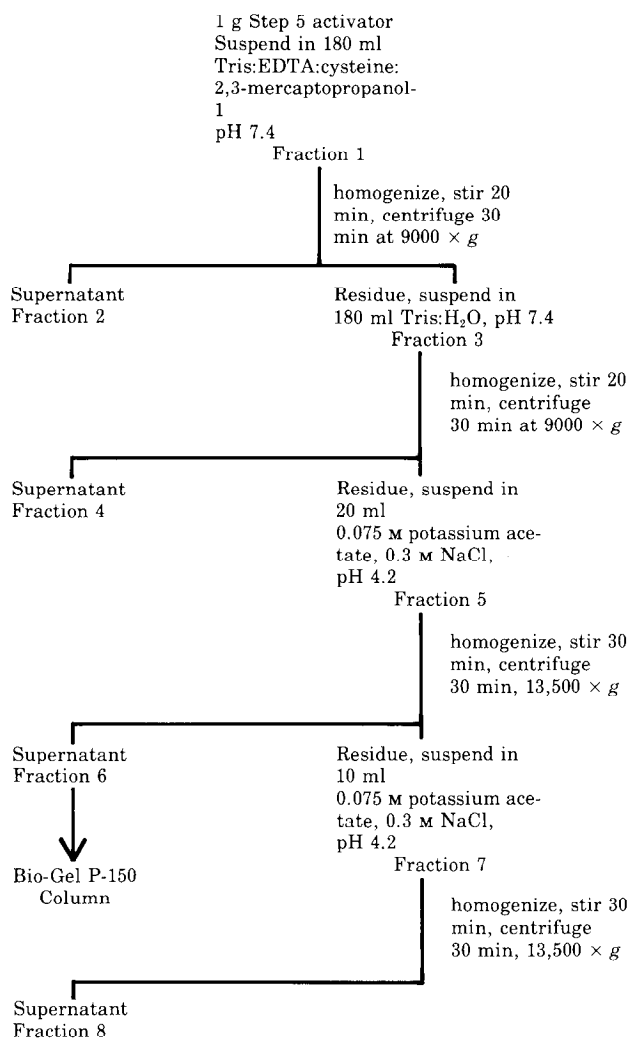 1 g Step 5 activator
Suspend in 180 ml
Tris:EDTA:cysteine:
2,3-mercaptopropanol-
1
pH 7.4
Fraction 1
homogenize, stir 20
min, centrifuge 30
min at 9000 × g
Supernatant
Fraction 2
Residue, suspend in
180 ml Tris:H₂O, pH 7.4
Fraction 3
homogenize, stir 20
min, centrifuge
30 min at 9000 × g
Supernatant
Fraction 4
Residue, suspend in
20 ml
0.075 M potassium ace-
tate, 0.3 M NaCl,
pH 4.2
Fraction 5
homogenize, stir 30
min, centrifuge
30 min, 13,500 × g
Supernatant
Fraction 6
Residue, suspend in
10 ml
0.075 M potassium ace-
tate, 0.3 M NaCl,
pH 4.2
Fraction 7
Bio-Gel P-150
Column
homogenize, stir 30
min, centrifuge
30 min, 13,500 × g
Supernatant
Fraction 8